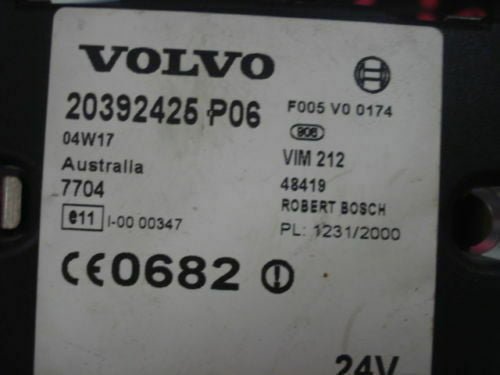 VOLVO
20392425 P06
F005 V0 0174
04W17
906
Australia
VIM 212
7704
48419
e11 I-00 00347
ROBERT BOSCH
PL: 1231/2000
CE0682
24V